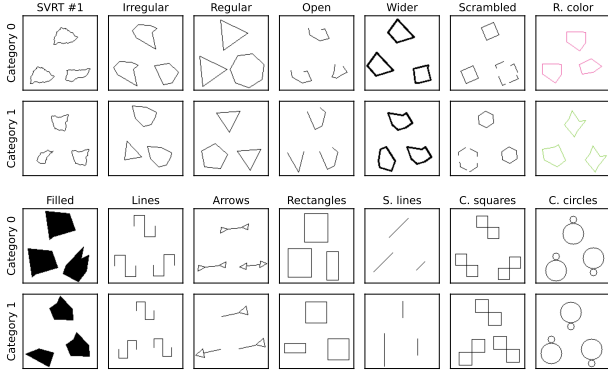 SVRT #1 Irregular Regular Open Wider Scrambled R. color
Category 0
Category 1
Filled Lines Arrows Rectangles S. lines C. squares C. circles
Category 0
Category 1